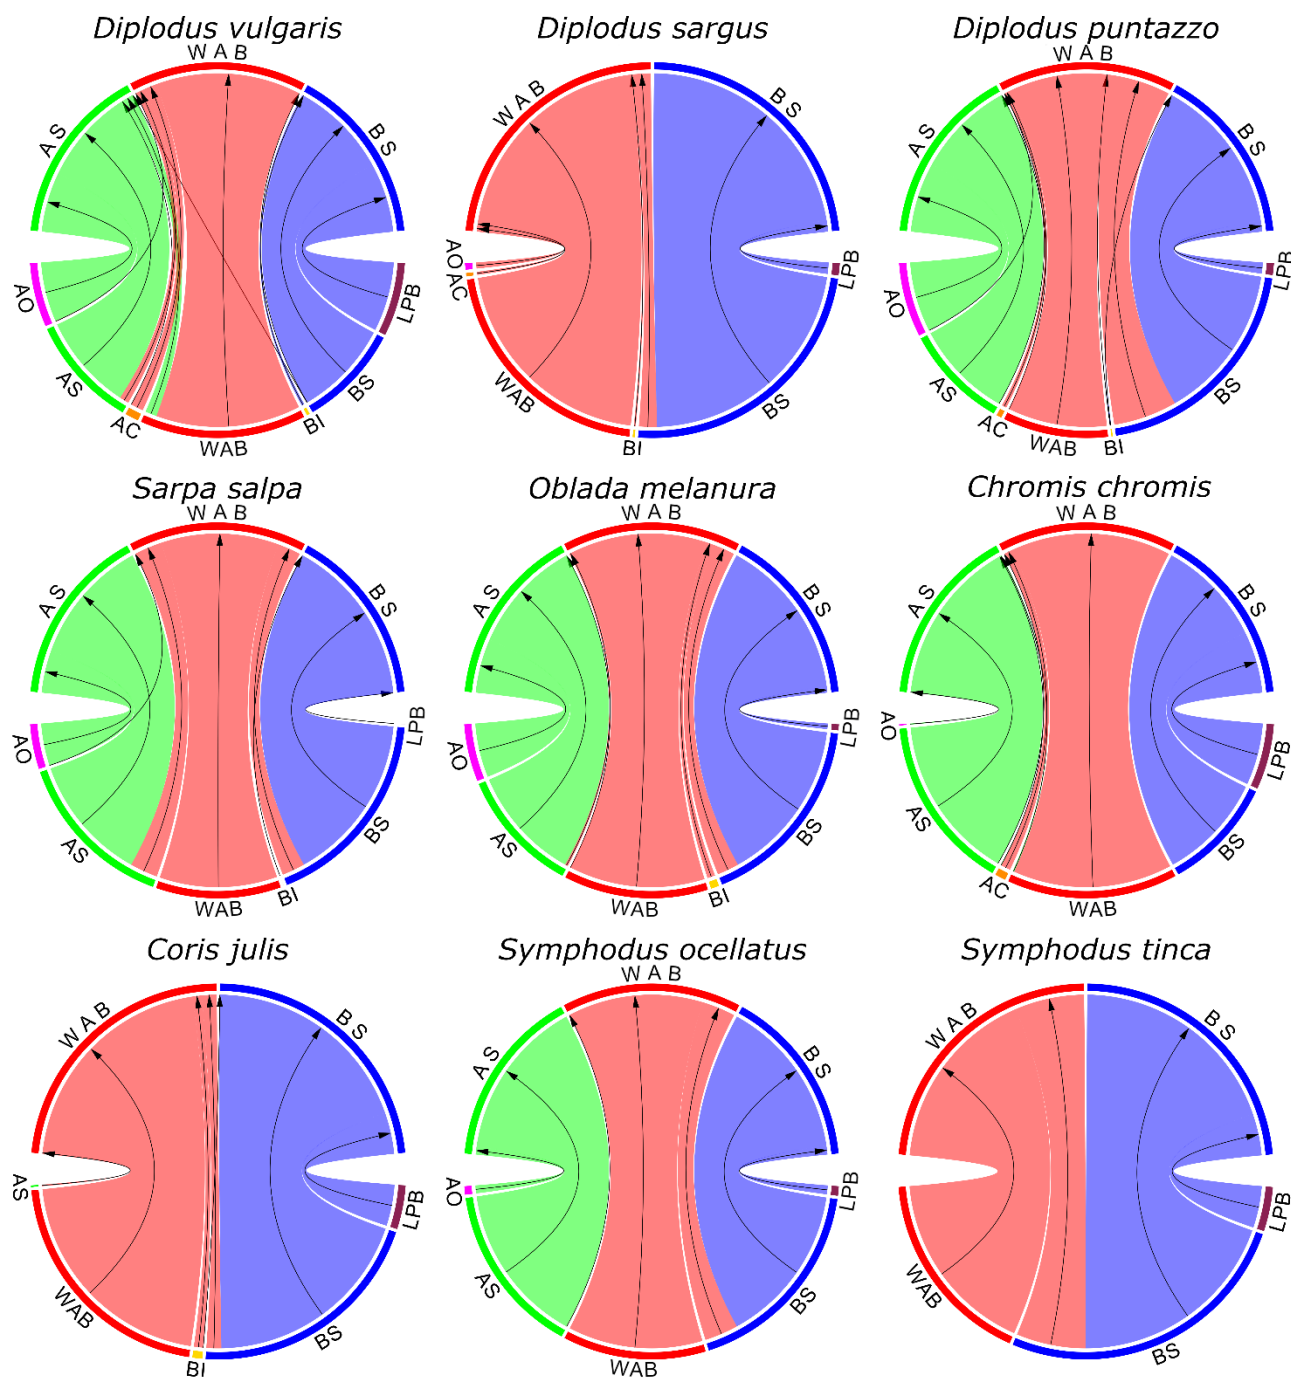 Diplodus vulgaris
W A B
A S
B S
AO
LPB
AS
BS
AC
BI
WAB
Diplodus sargus
W A B
B S
AO
AC
LPB
WAB
BS
BI
Diplodus puntazzo
W A B
A S
B S
AO
LPB
AS
BS
AC
WAB
BI
Sarpa salpa
W A B
A S
B S
AO
LPB
AS
BS
WAB
BI
Oblada melanura
W A B
A S
B S
AO
LPB
AS
BS
WAB
BI
Chromis chromis
W A B
A S
B S
AO
LPB
AS
BS
AC
WAB
Coris julis
W A B
B S
AS
LPB
WAB
BS
BI
Symphodus ocellatus
W A B
A S
B S
AO
LPB
AS
BS
WAB
Symphodus tinca
W A B
B S
LPB
WAB
BS